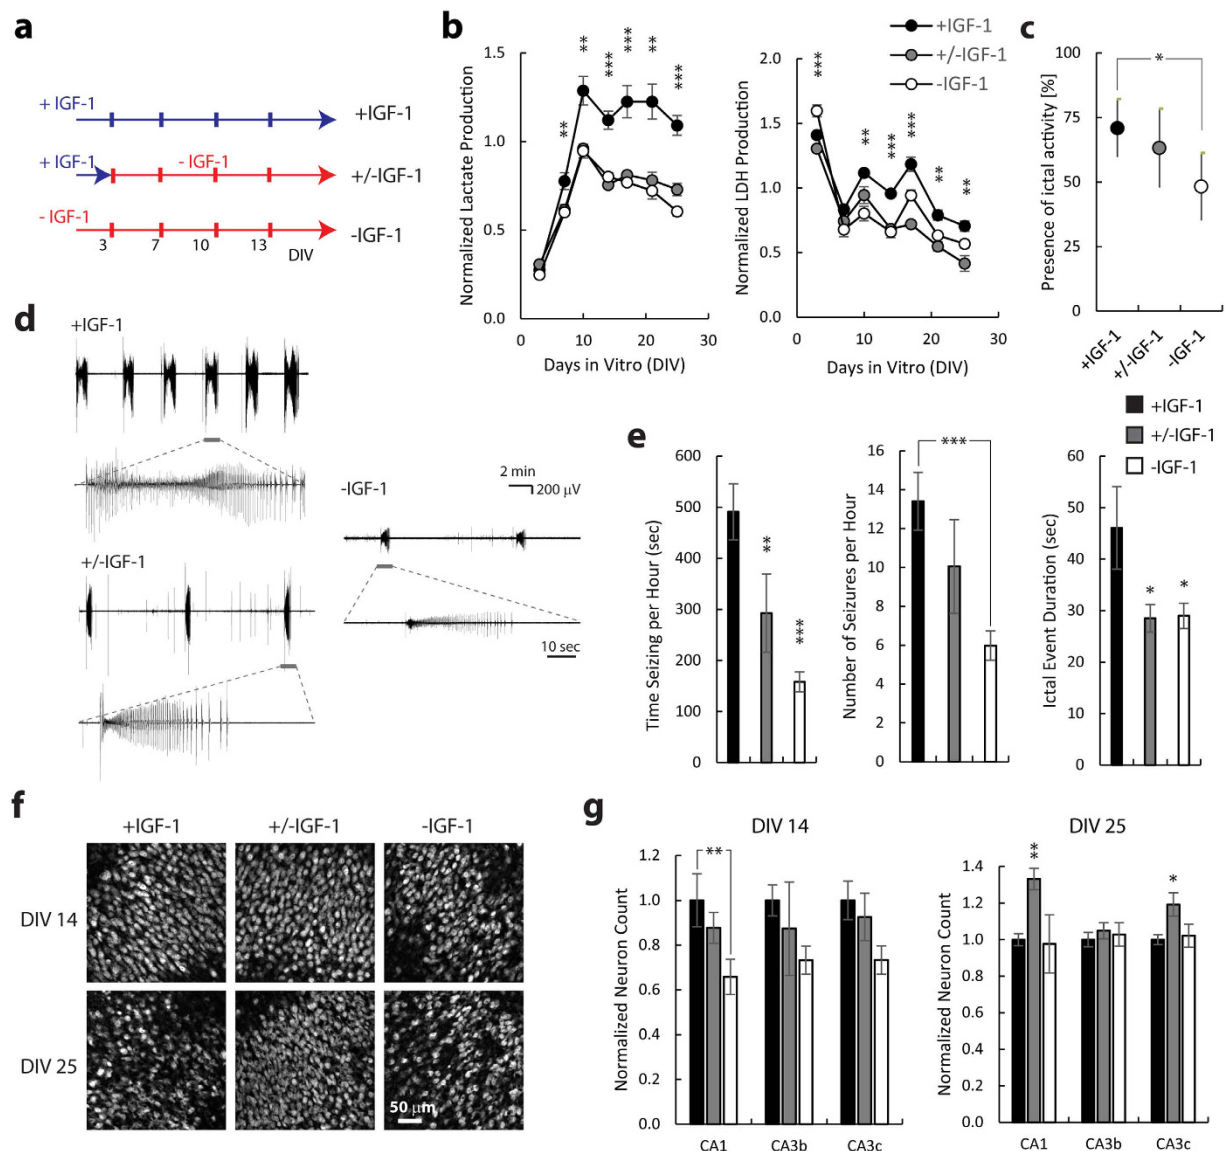 a
+ IGF-1
+IGF-1
+ IGF-1
- IGF-1
+/-IGF-1
- IGF-1
-IGF-1
3 7 10 13 DIV
b
+IGF-1
+/-IGF-1
-IGF-1
Normalized Lactate Production
1.5
1.0
0.5
0.0
** ** *** *** ** ***
0 10 20 30
Days in Vitro (DIV)
Normalized LDH Production
2.0
1.5
1.0
0.5
0.0
*** ** *** *** ** **
0 10 20 30
Days in Vitro (DIV)
c
Presence of ictal activity [%]
100
75
50
25
0
*
+IGF-1
+/-IGF-1
-IGF-1
d
+IGF-1
2 min
200 μV
-IGF-1
+/-IGF-1
10 sec
e
+IGF-1
+/-IGF-1
-IGF-1
Time Seizing per Hour (sec)
600
500
400
300
200
100
0
**
***
Number of Seizures per Hour
16
14
12
10
8
6
4
2
0
***
Ictal Event Duration (sec)
60
50
40
30
20
10
0
*
*
f
+IGF-1 +/-IGF-1 -IGF-1
DIV 14
DIV 25
50 μm
g
DIV 14
Normalized Neuron Count
1.2
1.0
0.8
0.6
0.4
0.2
0.0
**
CA1 CA3b CA3c
DIV 25
Normalized Neuron Count
1.4
1.2
1.0
0.8
0.6
0.4
0.2
0.0
**
*
CA1 CA3b CA3c